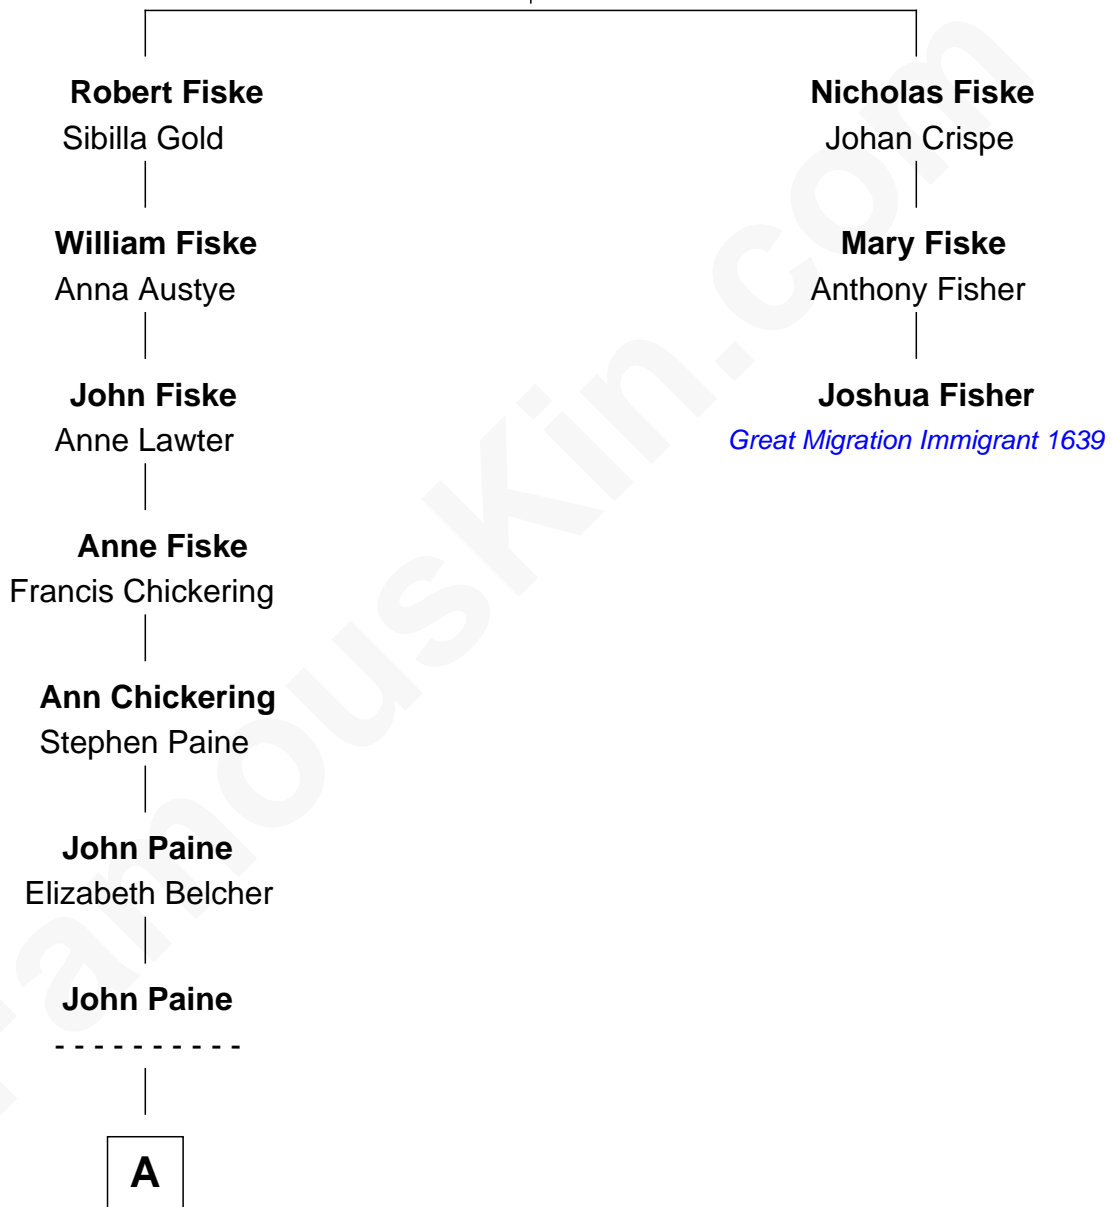 Robert Fiske
Sibilla Gold
Nicholas Fiske
Johan Crispe
William Fiske
Anna Austye
Mary Fiske
Anthony Fisher
John Fiske
Anne Lawter
Joshua Fisher
Great Migration Immigrant 1639
Anne Fiske
Francis Chickering
Ann Chickering
Stephen Paine
John Paine
Elizabeth Belcher
John Paine
- - - - - - - - - -
A
FamousKin.com